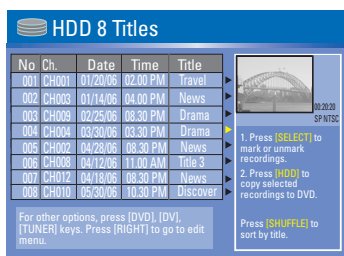 HDD 8 Titles
No Ch. Date Time Title
001 CH001 01/20/06 02.00 PM Travel
002 CH003 01/14/06 04.00 PM News
003 CH009 02/25/06 08.30 PM Drama
004 CH004 03/30/06 03.30 PM Drama
005 CH002 04/28/06 08.30 PM News
006 CH008 04/12/06 11.00 AM Title 3
007 CH012 04/18/06 08.30 PM News
008 CH010 05/30/06 10.30 PM Discover
For other options, press [DVD], [DV],
[TUNER] keys. Press [RIGHT] to go to edit
menu.
00:20:20
SP NTSC
1. Press [SELECT] to
mark or unmark
recordings.
2. Press [HDD] to
copy selected
recordings to DVD.
Press [SHUFFLE] to
sort by title.